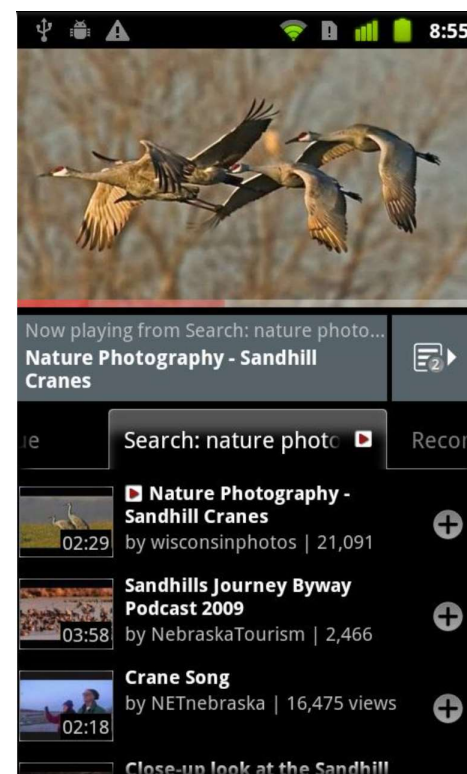 8:55
Now playing from Search: nature photo...
Nature Photography - Sandhill
Cranes
2
ue
Search: nature photo
Recor
Nature Photography -
Sandhill Cranes
02:29
by wisconsinphotos | 21,091
Sandhills Journey Byway
Podcast 2009
03:58
by NebraskaTourism | 2,466
Crane Song
by NETnebraska | 16,475 views
02:18
Close-up look at the Sandhill